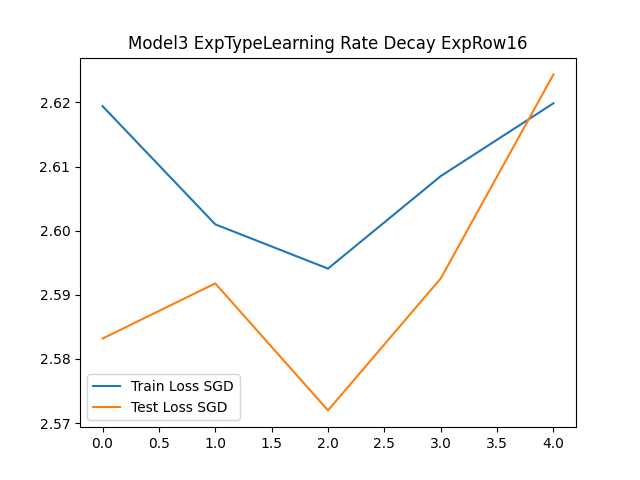 Model3 ExpTypeLearning Rate Decay ExpRow16
2.62
2.61
2.60
2.59
2.58
2.57
Train Loss SGD
Test Loss SGD
0.0 0.5 1.0 1.5 2.0 2.5 3.0 3.5 4.0